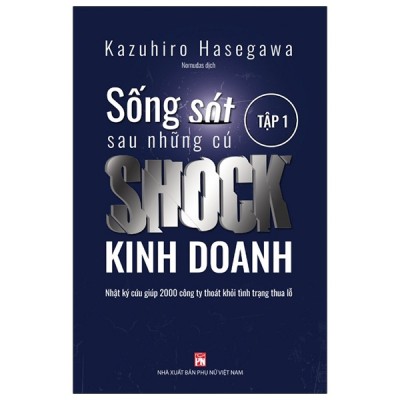 Kazuhiro Hasegawa
Nomudas dịch
Sống sót
TẬP 1
sau những cú
SHOCK
KINH DOANH
Nhật ký cứu giúp 2000 công ty thoát khỏi tình trạng thua lỗ
PN
NHÀ XUẤT BẢN PHỤ NỮ VIỆT NAM